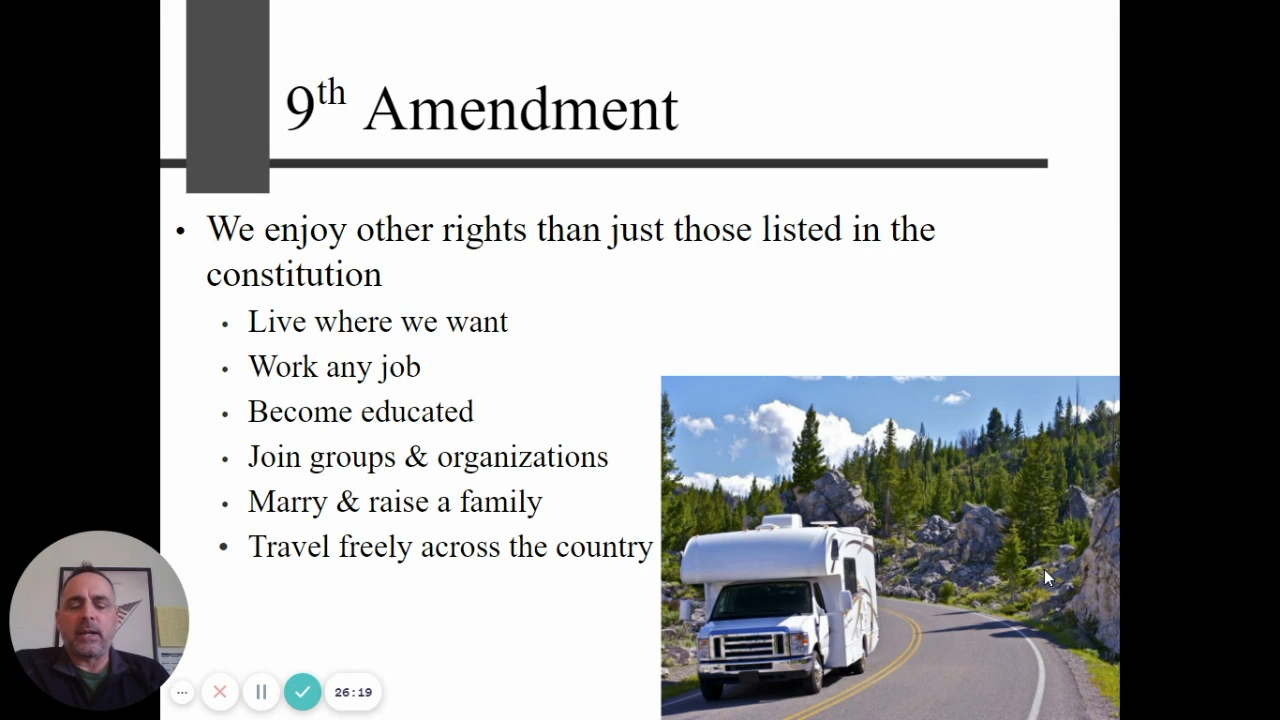 9th Amendment
• We enjoy other rights than just those listed in the
constitution
• Live where we want
• Work any job
• Become educated
• Join groups & organizations
• Marry & raise a family
• Travel freely across the country
26:19